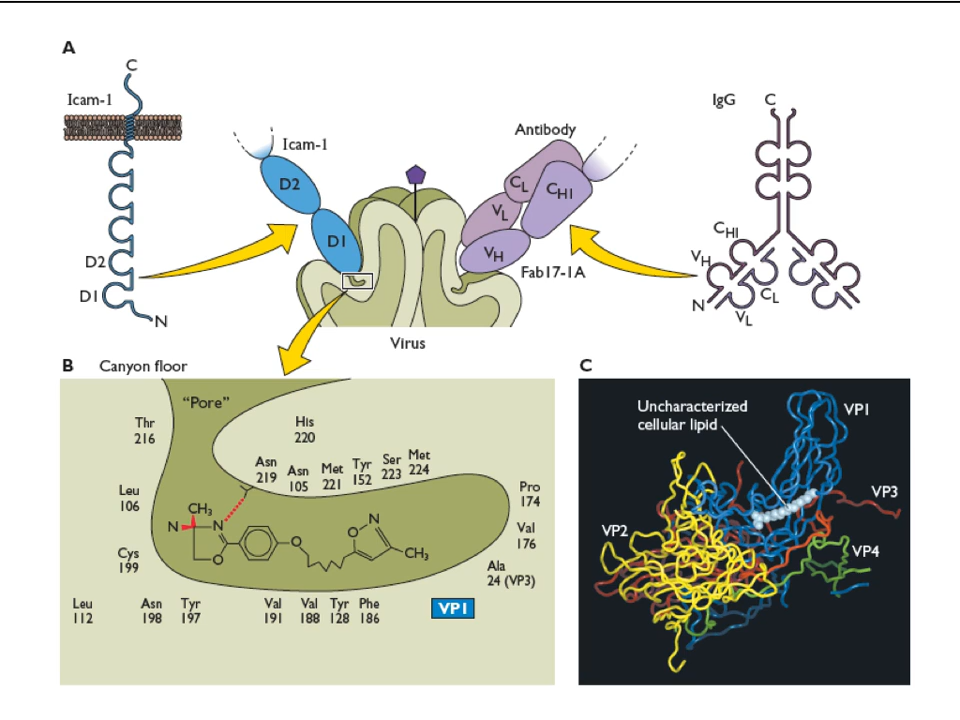 A
C
Icam-1
D2
D1
N
Icam-1
D2
D1
Virus
Antibody
CL
CH1
VL
VH
Fab17-1A
IgG
C
CH1
VH
N
CL
VL
B Canyon floor
"Pore"
Thr
216
His
220
Asn
219
Asn
105
Met
221
Tyr
152
Ser
223
Met
224
Pro
174
Leu
106
Val
176
CH3
N
N
O
O
O
N
CH3
Cys
199
Ala
24 (VP3)
Leu
112
Asn
198
Tyr
197
Val
191
Val
188
Tyr
128
Phe
186
VP1
C
Uncharacterized
cellular lipid
VP1
VP3
VP2
VP4